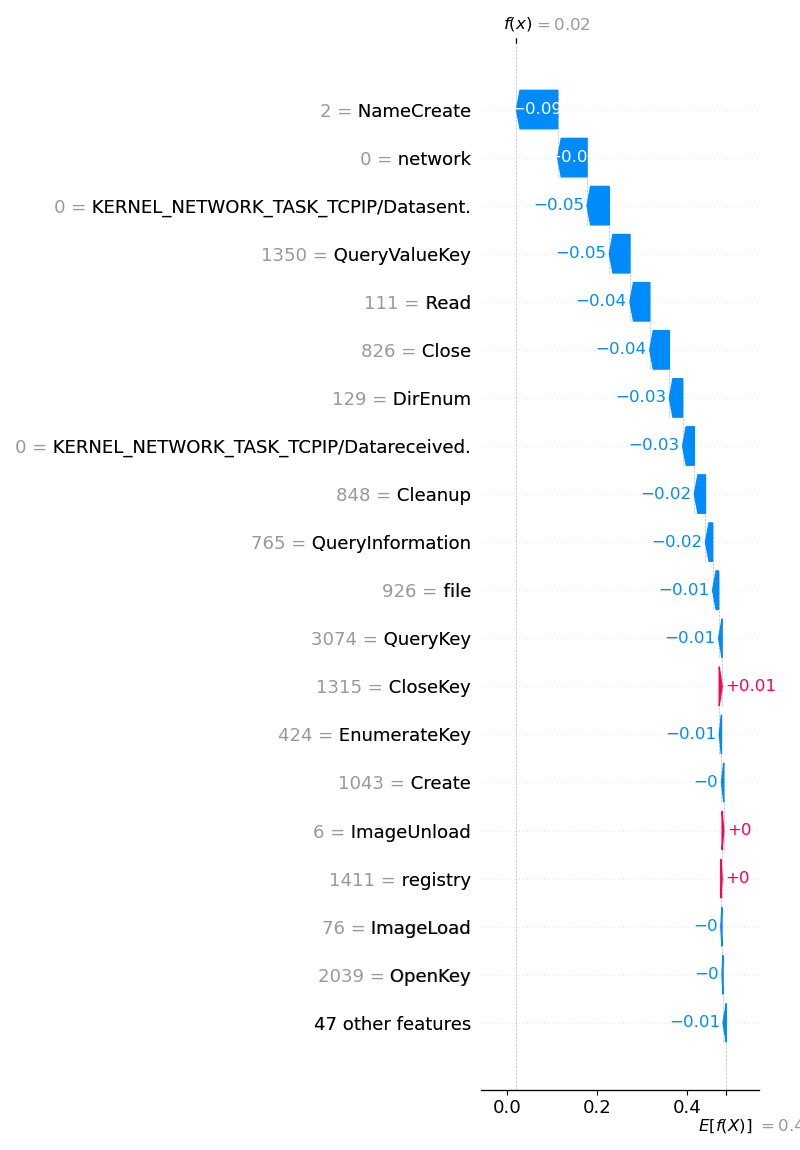 f(x) = 0.02
2 = NameCreate −0.09
0 = network −0.0
0 = KERNEL_NETWORK_TASK_TCPIP/Datasent. −0.05
1350 = QueryValueKey −0.05
111 = Read −0.04
826 = Close −0.04
129 = DirEnum −0.03
0 = KERNEL_NETWORK_TASK_TCPIP/Datareceived. −0.03
848 = Cleanup −0.02
765 = QueryInformation −0.02
926 = file −0.01
3074 = QueryKey −0.01
1315 = CloseKey +0.01
424 = EnumerateKey −0.01
1043 = Create −0
6 = ImageUnload +0
1411 = registry +0
76 = ImageLoad −0
2039 = OpenKey −0
47 other features −0.01
0.0 0.2 0.4
E[f(X)] = 0.4